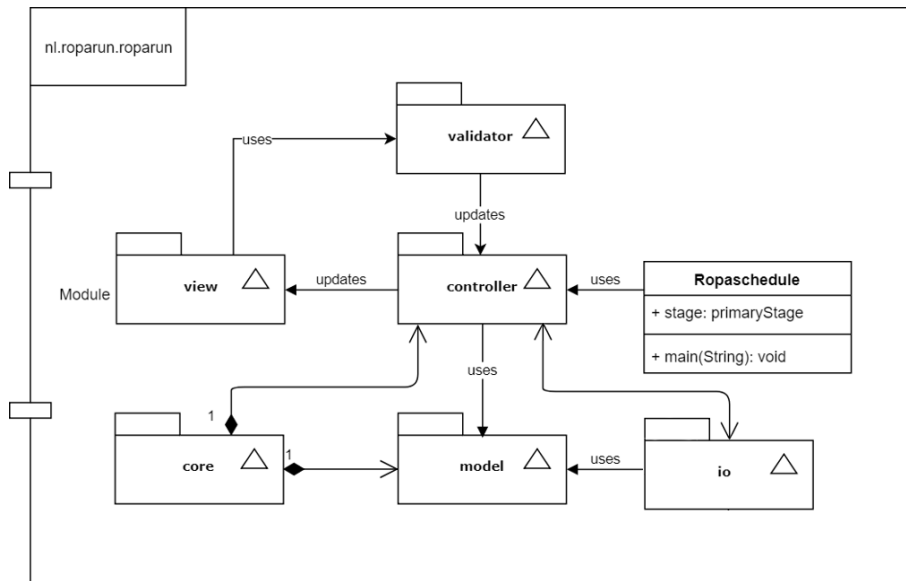 nl.roparun.roparun
validator
uses
updates
view
Module
updates
controller
uses
Ropaschedule
+ stage: primaryStage
+ main(String): void
uses
1
core
1
model
uses
io